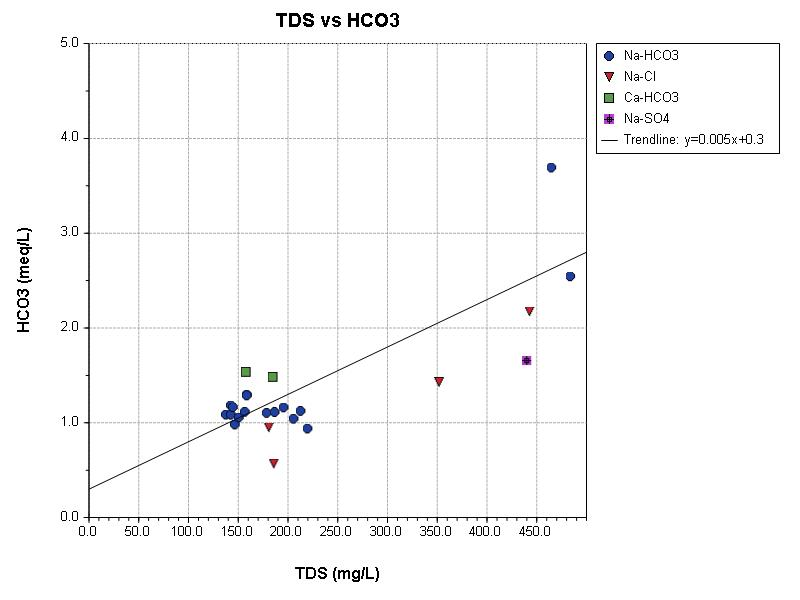 TDS vs HCO3
5.0
4.0
3.0
2.0
1.0
0.0
HCO3 (meq/L)
0.0 50.0 100.0 150.0 200.0 250.0 300.0 350.0 400.0 450.0
TDS (mg/L)
Na-HCO3
Na-Cl
Ca-HCO3
Na-SO4
Trendline: y=0.005x+0.3